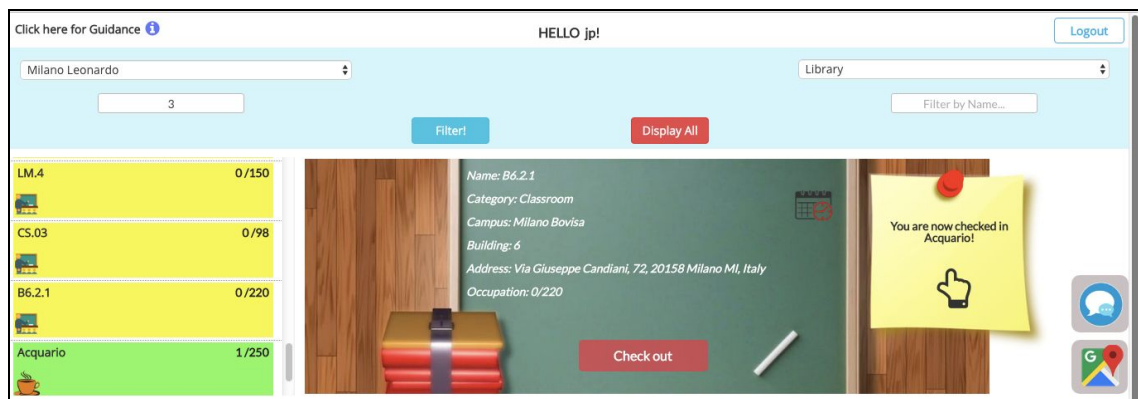 Click here for Guidance
HELLO jp!
Logout
Milano Leonardo
Library
3
Filter by Name...
Filter!
Display All
LM.4 0/150
CS.03 0/98
B6.2.1 0/220
Acquario 1/250
Name: B6.2.1
Category: Classroom
Campus: Milano Bovisa
Building: 6
Address: Via Giuseppe Candiani, 72, 20158 Milano MI, Italy
Occupation: 0/220
Check out
You are now checked in
Acquario!
G